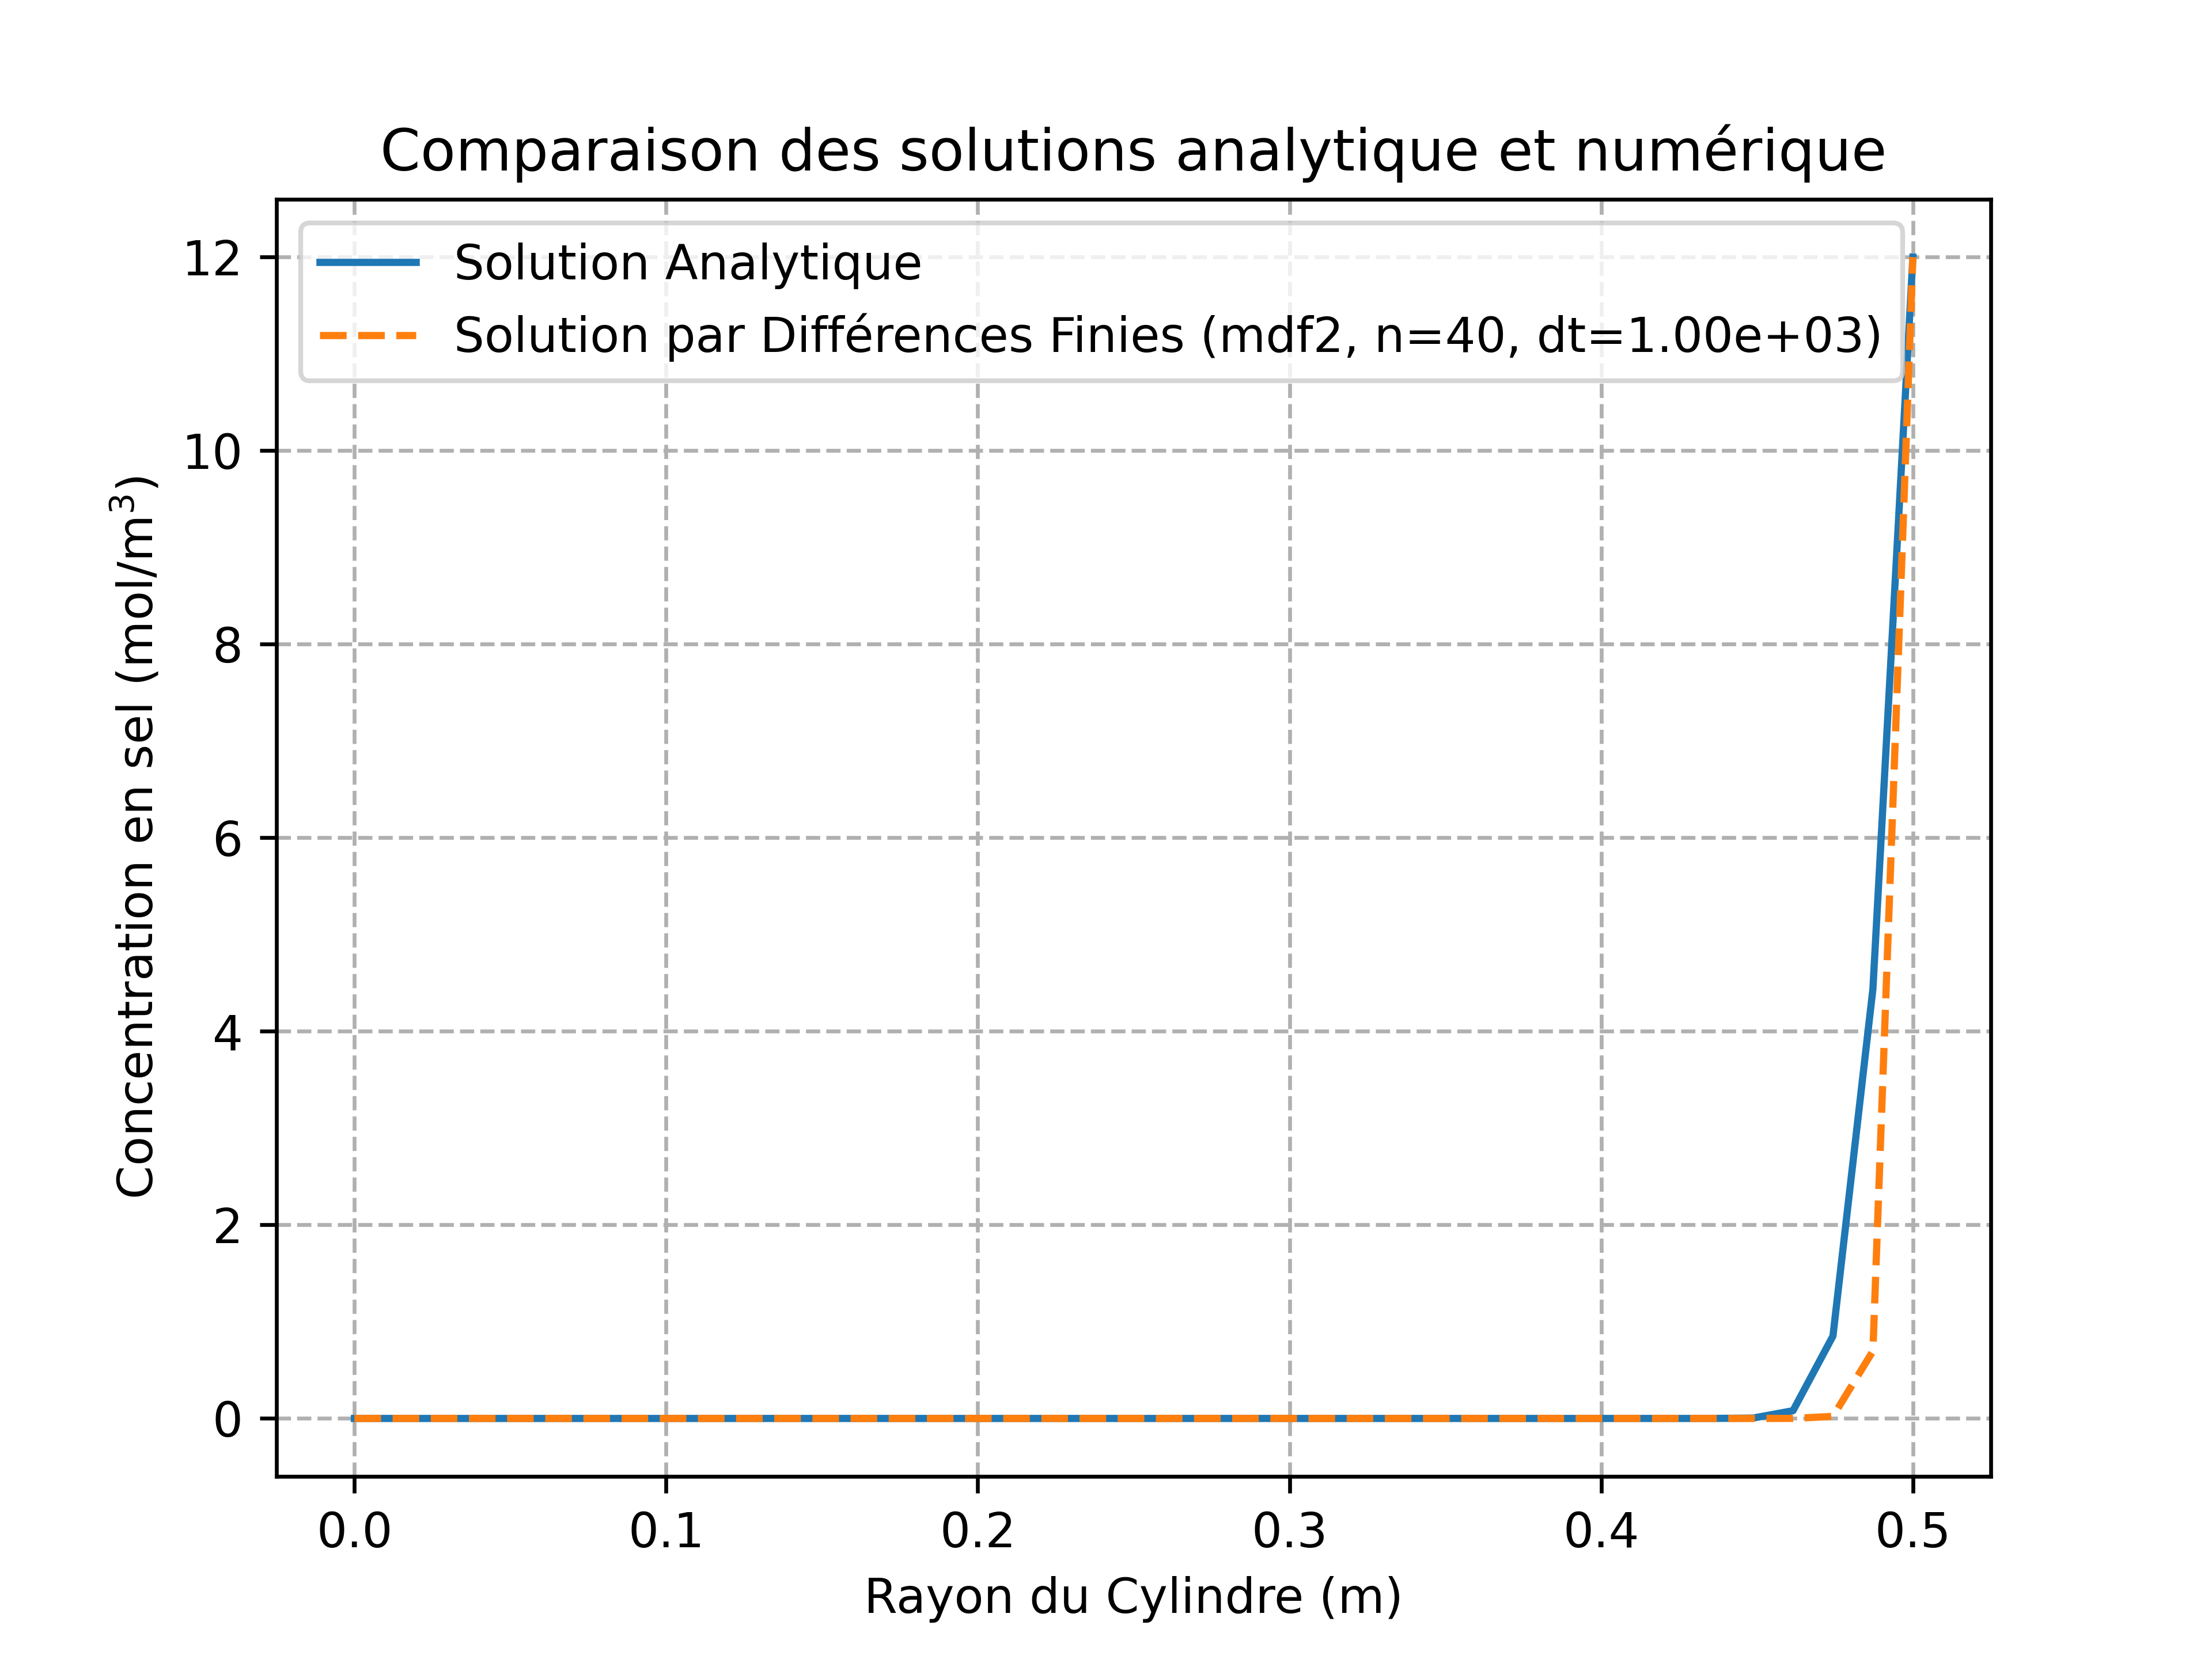 Comparaison des solutions analytique et numérique
Solution Analytique
Solution par Différences Finies (mdf2, n=40, dt=1.00e+03)
Concentration en sel (mol/m³)
12
10
8
6
4
2
0
0.0 0.1 0.2 0.3 0.4 0.5
Rayon du Cylindre (m)